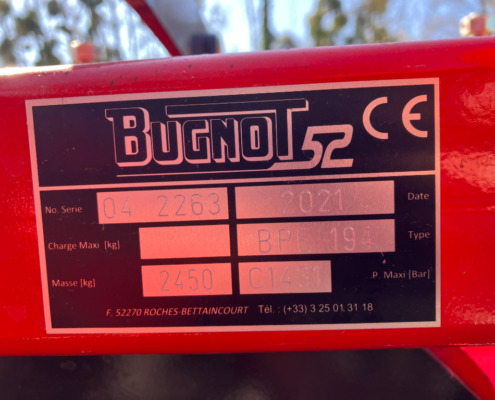 BUGNOT 52 CE
No. Serie 04 2263 2021 Date
Charge Maxi [kg] Type
Masse [kg] 2450 P. Maxi [Bar]
F. 52270 ROCHES-BETTAINCOURT Tél. : (+33) 3 25 01 31 18